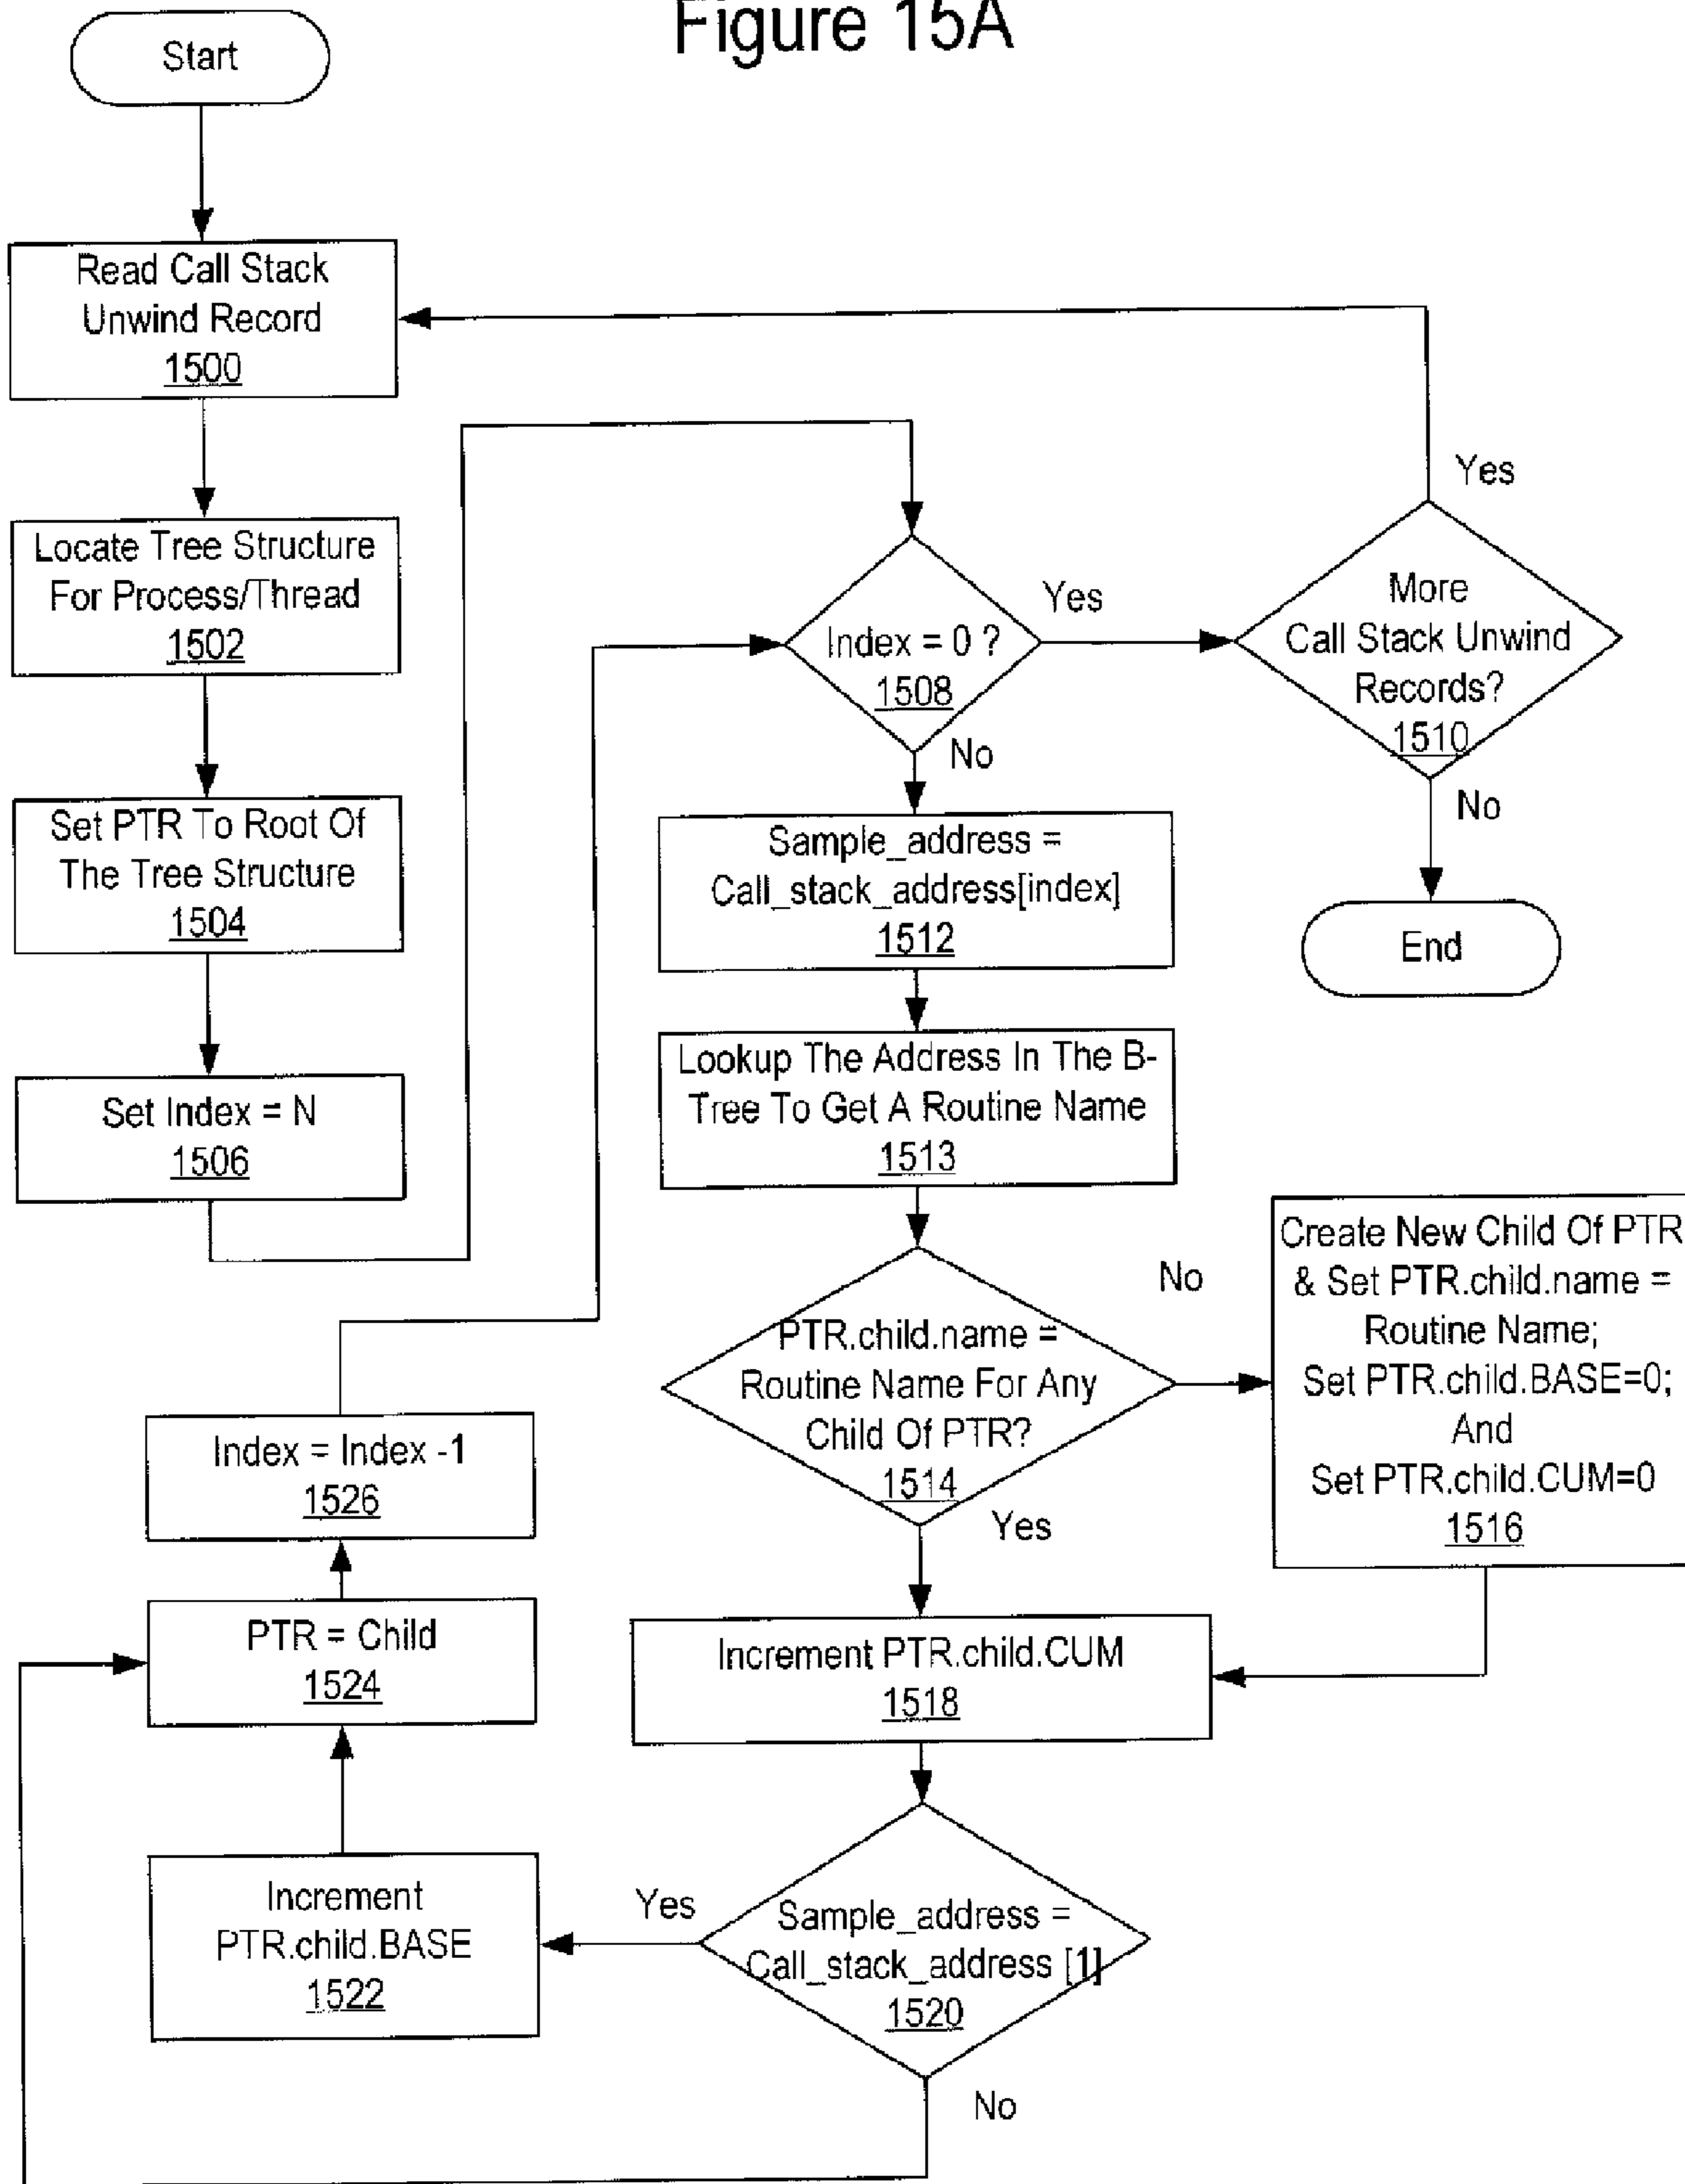 Figure 15A
Start
Read Call Stack
Unwind Record
1500
Locate Tree Structure
For Process/Thread
1502
Set PTR To Root Of
The Tree Structure
1504
Set Index = N
1506
Index = 0 ?
1508
Yes
No
More
Call Stack Unwind
Records?
1510
Yes
No
End
Sample_address =
Call_stack_address[index]
1512
Lookup The Address In The B-
Tree To Get A Routine Name
1513
PTR.child.name =
Routine Name For Any
Child Of PTR?
1514
No
Yes
Create New Child Of PTR
& Set PTR.child.name =
Routine Name;
Set PTR.child.BASE=0;
And
Set PTR.child.CUM=0
1516
Increment PTR.child.CUM
1518
Sample_address =
Call_stack_address [1]
1520
Yes
No
Increment
PTR.child.BASE
1522
PTR = Child
1524
Index = Index -1
1526